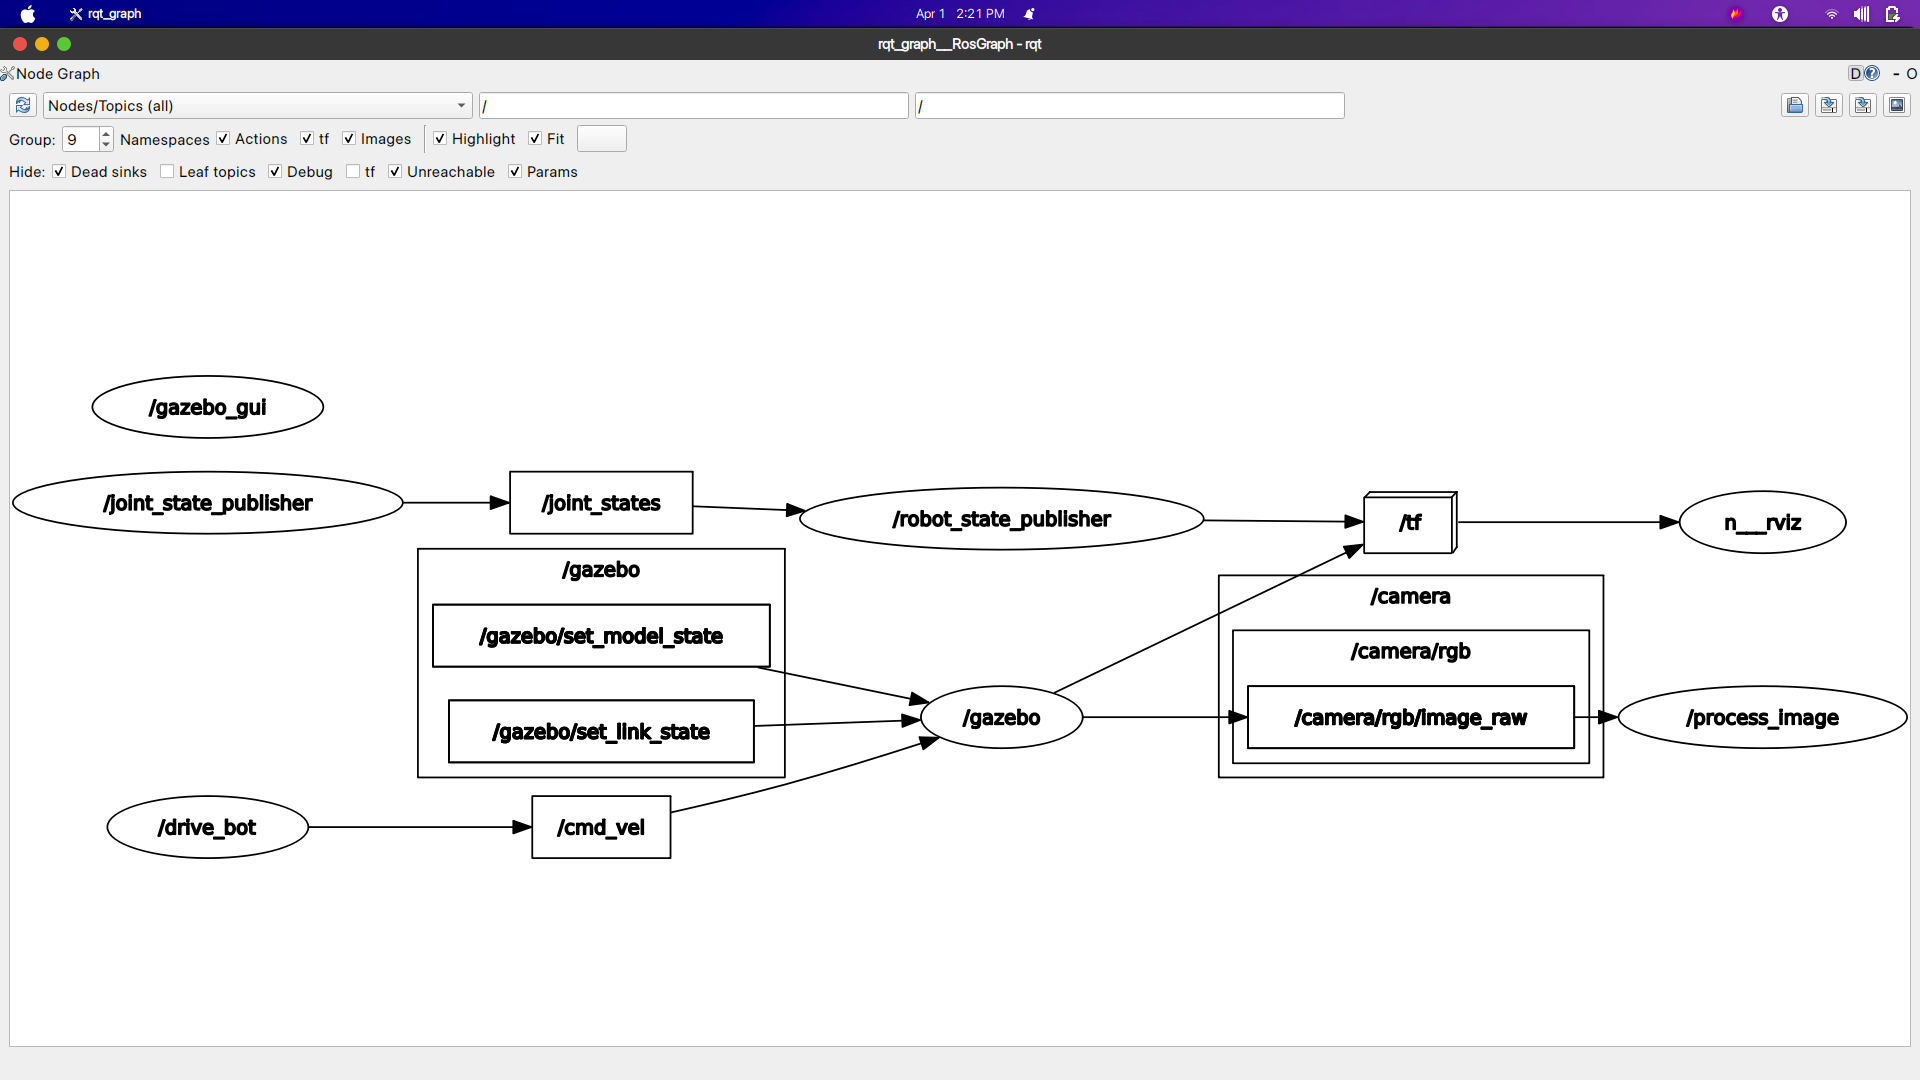 rqt_graph
Apr 1 2:21 PM
rqt_graph__RosGraph - rqt
Node Graph
D
- O
Nodes/Topics (all)
/
/
Group: 9 Namespaces Actions tf Images Highlight Fit
Hide: Dead sinks Leaf topics Debug tf Unreachable Params
/gazebo_gui
/joint_state_publisher
/joint_states
/robot_state_publisher
/tf
n___rviz
/gazebo
/gazebo/set_model_state
/gazebo/set_link_state
/gazebo
/camera
/camera/rgb
/camera/rgb/image_raw
/process_image
/drive_bot
/cmd_vel